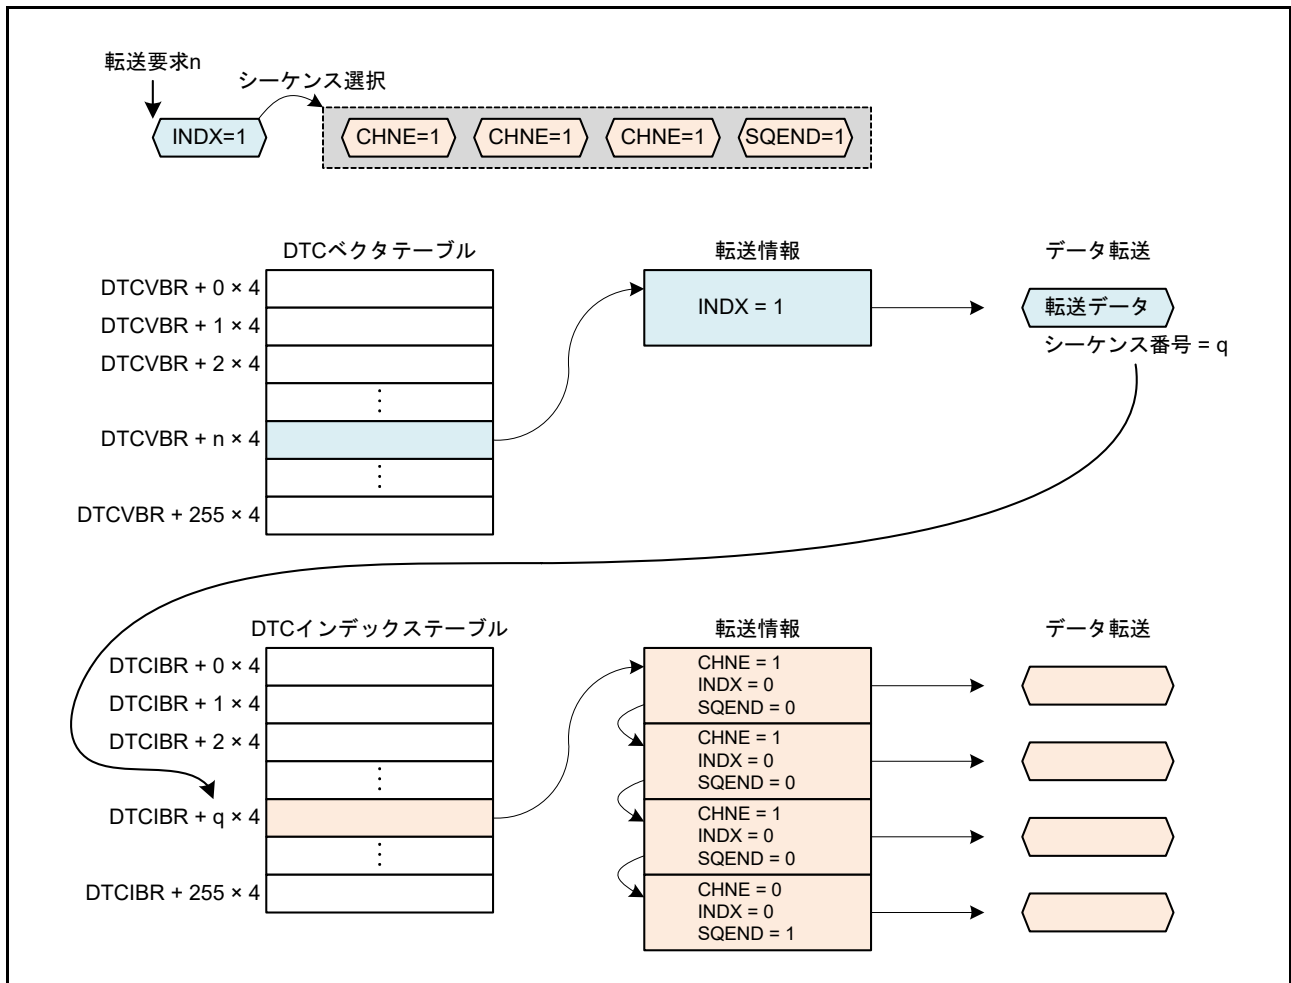 転送要求n
シーケンス選択
INDX=1
CHNE=1
CHNE=1
CHNE=1
SQEND=1
DTCベクタテーブル
転送情報
データ転送
DTCVBR + 0 × 4
DTCVBR + 1 × 4
DTCVBR + 2 × 4
⋮
DTCVBR + n × 4
⋮
DTCVBR + 255 × 4
INDX = 1
転送データ
シーケンス番号 = q
DTCインデックステーブル
転送情報
データ転送
DTCIBR + 0 × 4
DTCIBR + 1 × 4
DTCIBR + 2 × 4
⋮
DTCIBR + q × 4
⋮
DTCIBR + 255 × 4
CHNE = 1
INDX = 0
SQEND = 0
CHNE = 1
INDX = 0
SQEND = 0
CHNE = 1
INDX = 0
SQEND = 0
CHNE = 0
INDX = 0
SQEND = 1